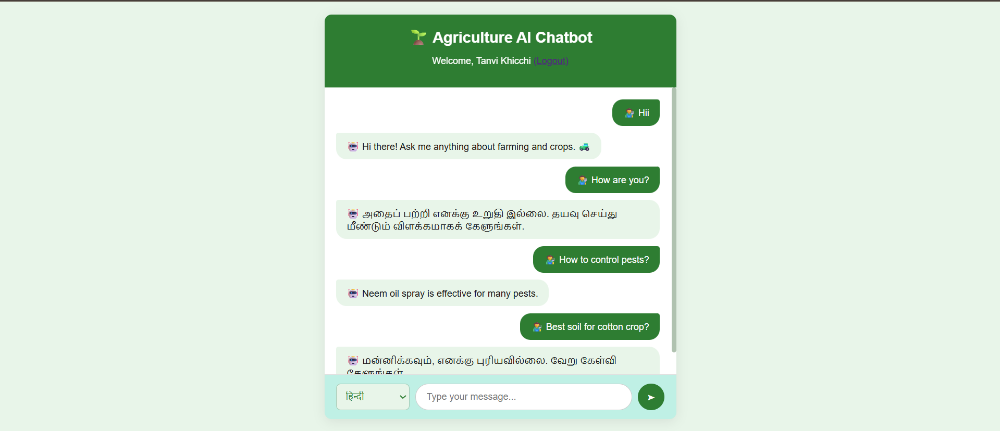 Agriculture AI Chatbot
Welcome, Tanvi Khicchi (Logout)
Hii
Hi there! Ask me anything about farming and crops.
How are you?
அதைப் பற்றி எனக்கு உறுதி இல்லை. தயவு செய்து
மீண்டும் விளக்கமாகக் கேளுங்கள்.
How to control pests?
Neem oil spray is effective for many pests.
Best soil for cotton crop?
மன்னிக்கவும், எனக்கு புரியவில்லை. வேறு கேள்வி
கேளுங்கள்
हिन्दी
Type your message...